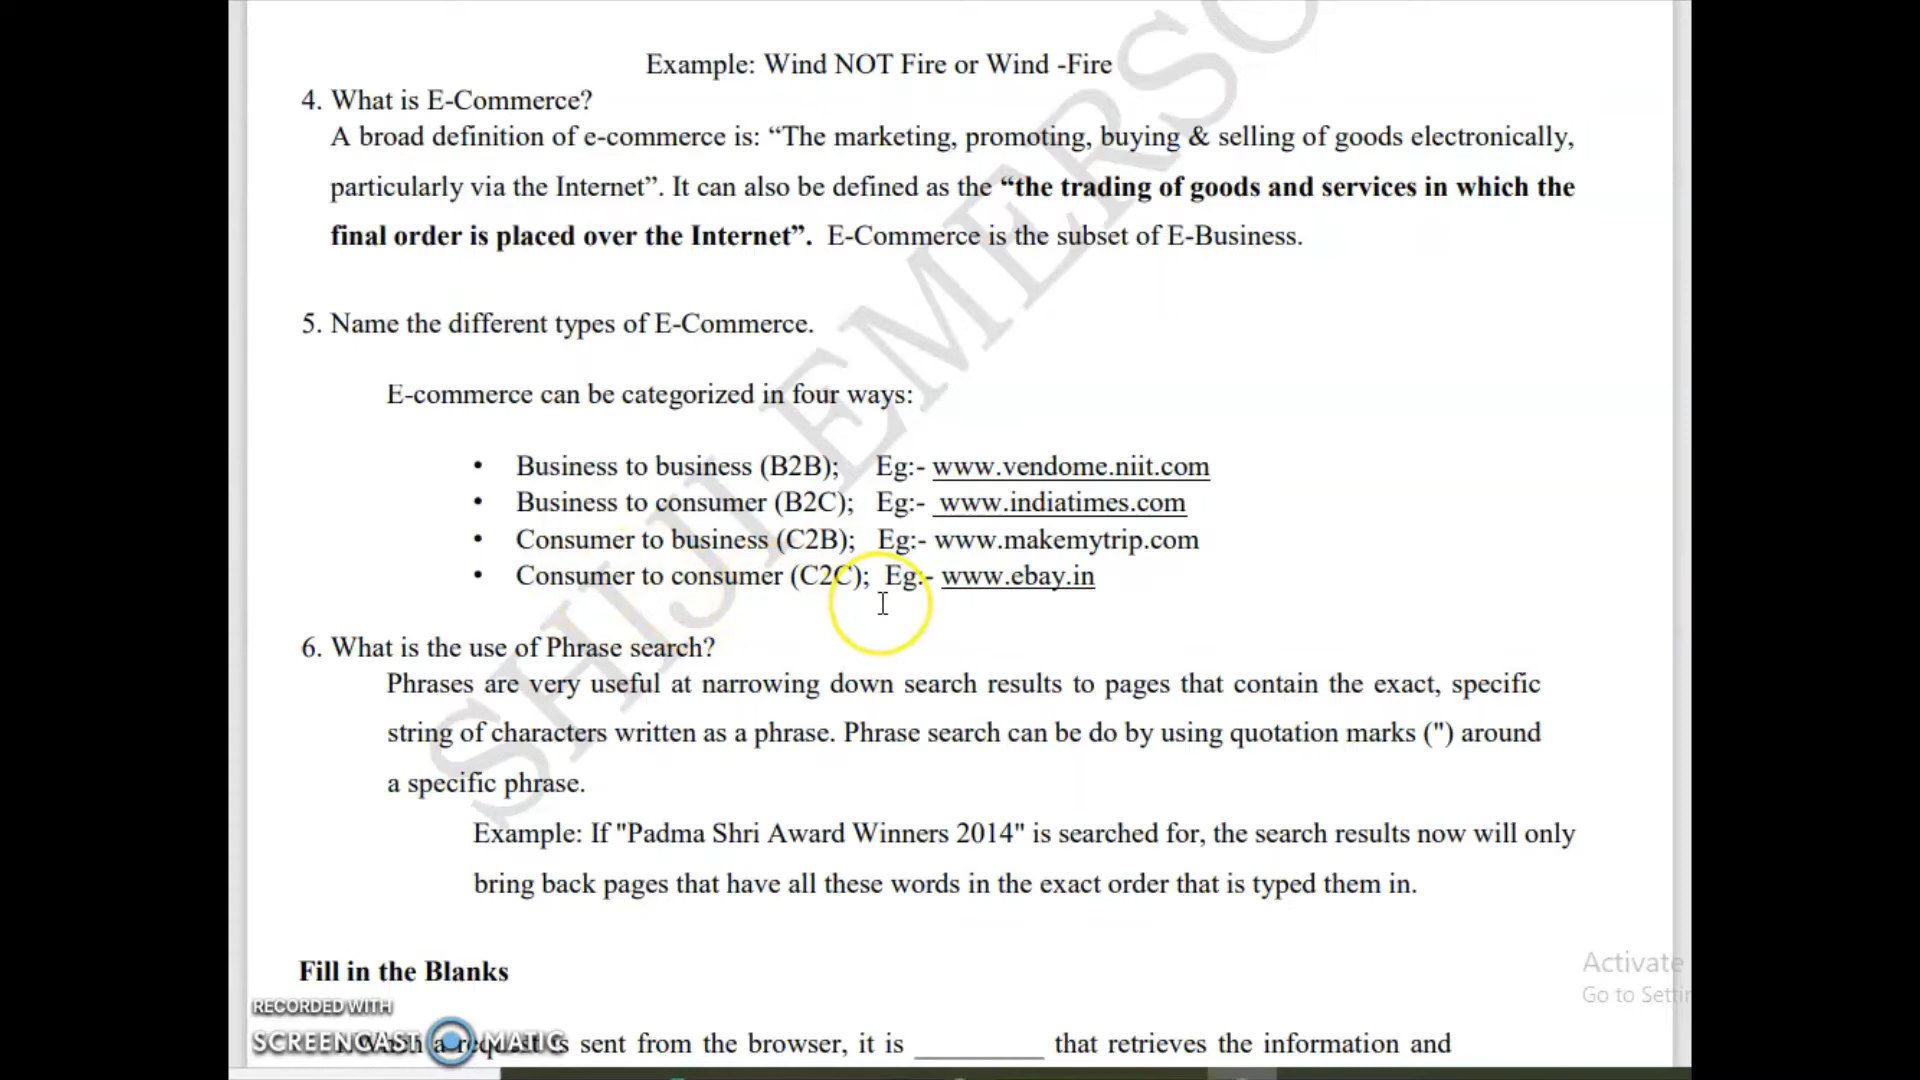 Example: Wind NOT Fire or Wind -Fire
4. What is E-Commerce?
A broad definition of e-commerce is: “The marketing, promoting, buying & selling of goods electronically,
particularly via the Internet”. It can also be defined as the “the trading of goods and services in which the
final order is placed over the Internet”. E-Commerce is the subset of E-Business.
5. Name the different types of E-Commerce.
E-commerce can be categorized in four ways:
• Business to business (B2B); Eg:- www.vendome.niit.com
• Business to consumer (B2C); Eg:- www.indiatimes.com
• Consumer to business (C2B); Eg:- www.makemytrip.com
• Consumer to consumer (C2C); Eg:- www.ebay.in
6. What is the use of Phrase search?
Phrases are very useful at narrowing down search results to pages that contain the exact, specific
string of characters written as a phrase. Phrase search can be do by using quotation marks (") around
a specific phrase.
Example: If "Padma Shri Award Winners 2014" is searched for, the search results now will only
bring back pages that have all these words in the exact order that is typed them in.
Fill in the Blanks
sent from the browser, it is _________ that retrieves the information and
SHIJI EMERSO
Activate
Go to Setti
RECORDED WITH
SCREENCAST MATIC